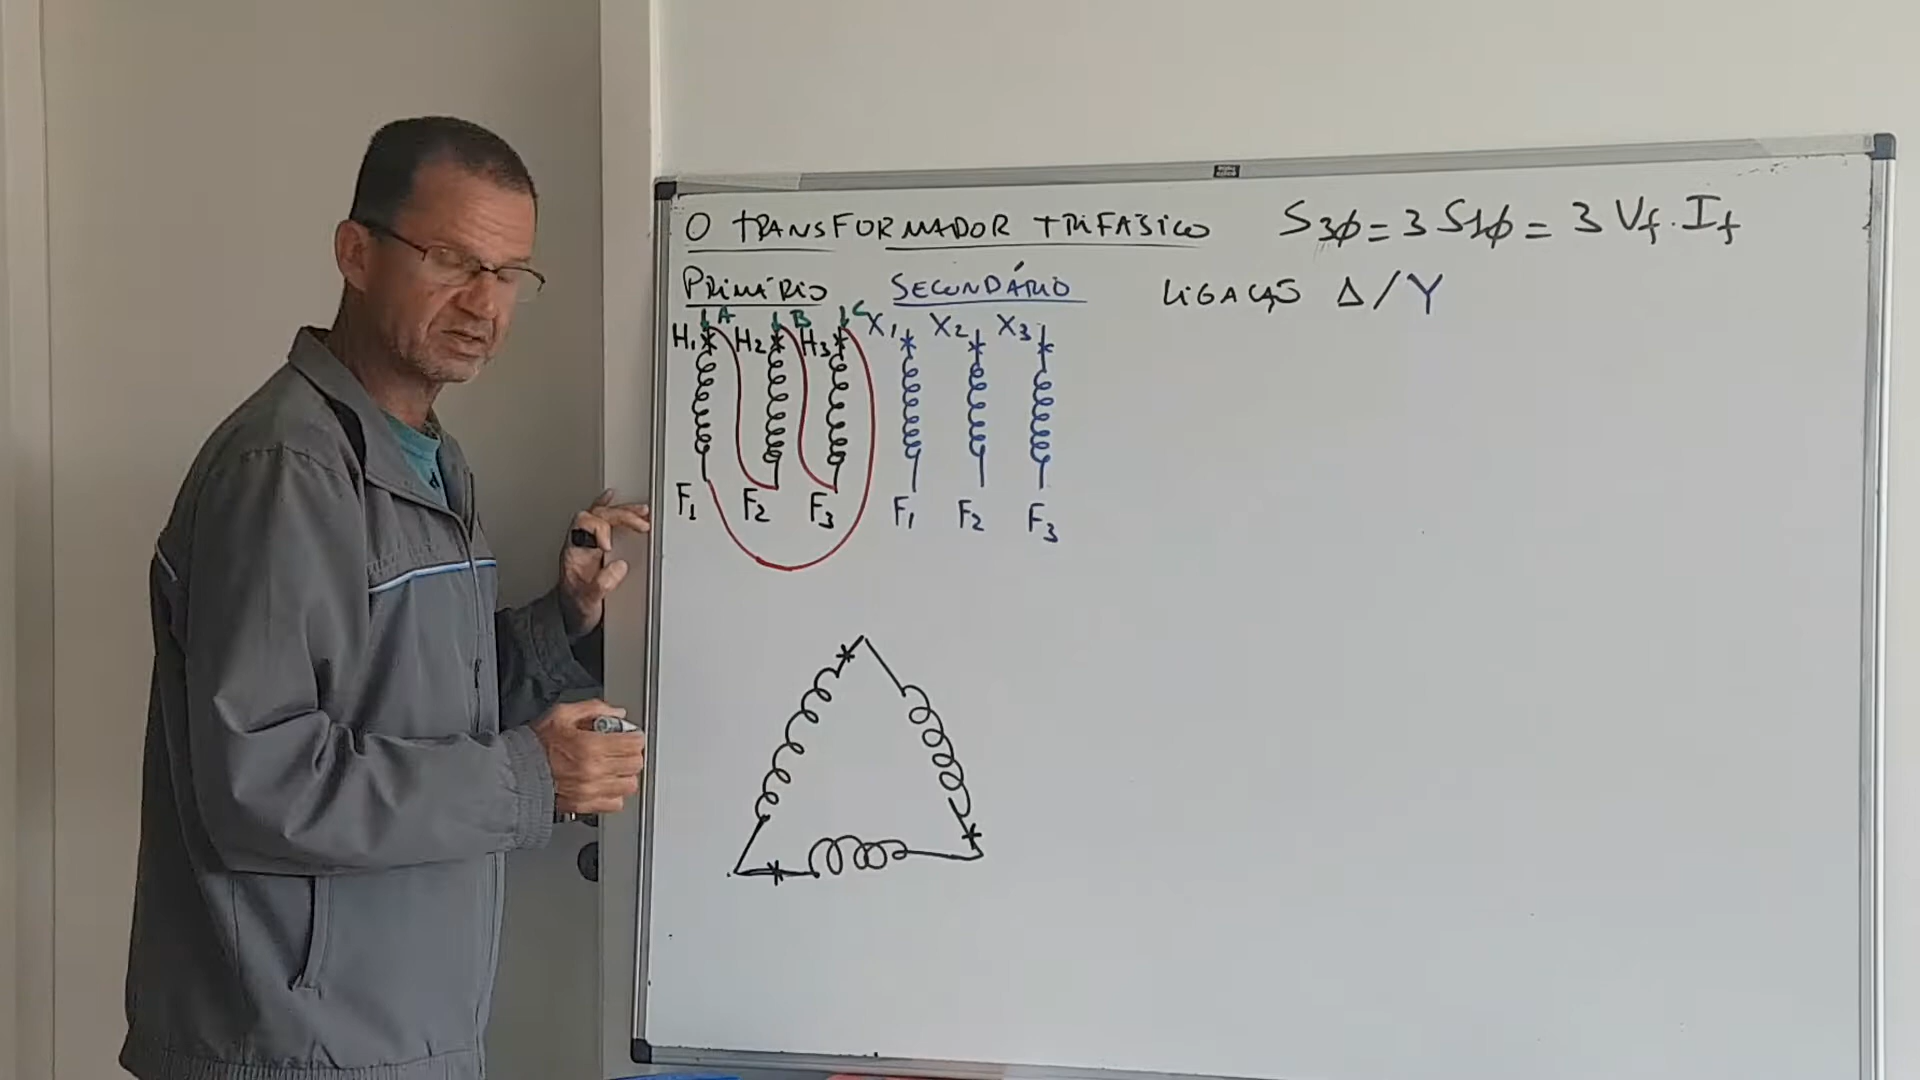 O TRANSFORMADOR TRIFÁSICO
S3φ = 3 S1φ = 3 Vf . If
PRIMÁRIO
SECUNDÁRIO
LIGAÇÃO Δ/Y
A B C
H1 H2 H3 X1 X2 X3
F1 F2 F3 F1 F2 F3